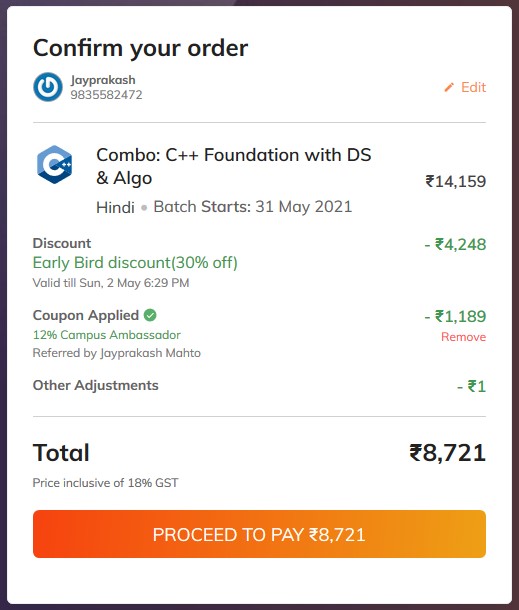 Confirm your order
Jayprakash
9835582472
Edit
Combo: C++ Foundation with DS
& Algo
₹14,159
Hindi ● Batch Starts: 31 May 2021
Discount
- ₹4,248
Early Bird discount(30% off)
Valid till Sun, 2 May 6:29 PM
Coupon Applied
- ₹1,189
12% Campus Ambassador
Remove
Referred by Jayprakash Mahto
Other Adjustments
- ₹1
Total
₹8,721
Price inclusive of 18% GST
PROCEED TO PAY ₹8,721